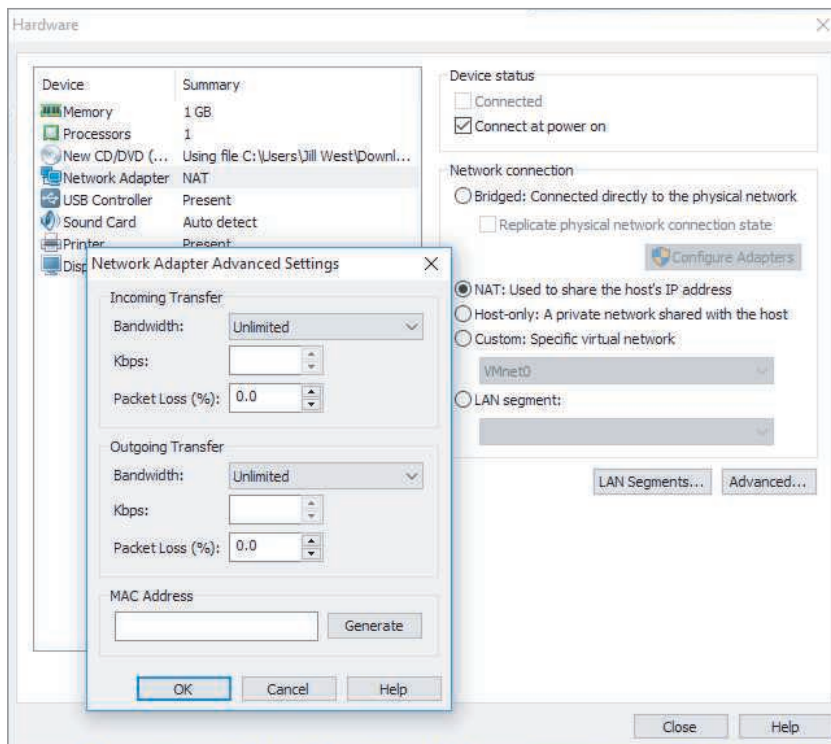 Hardware
Device Summary
Memory 1 GB
Processors 1
New CD/DVD (... Using file C:\Users\Jill West\Downl...
Network Adapter NAT
USB Controller Present
Sound Card Auto detect
Printer Present
Disp
Device status
Connected
Connect at power on
Network connection
Bridged: Connected directly to the physical network
Replicate physical network connection state
Configure Adapters
NAT: Used to share the host's IP address
Host-only: A private network shared with the host
Custom: Specific virtual network
VMnet0
LAN segment:
LAN Segments... Advanced...
Network Adapter Advanced Settings
Incoming Transfer
Bandwidth: Unlimited
Kbps:
Packet Loss (%): 0.0
Outgoing Transfer
Bandwidth: Unlimited
Kbps:
Packet Loss (%): 0.0
MAC Address
Generate
OK Cancel Help
Close Help